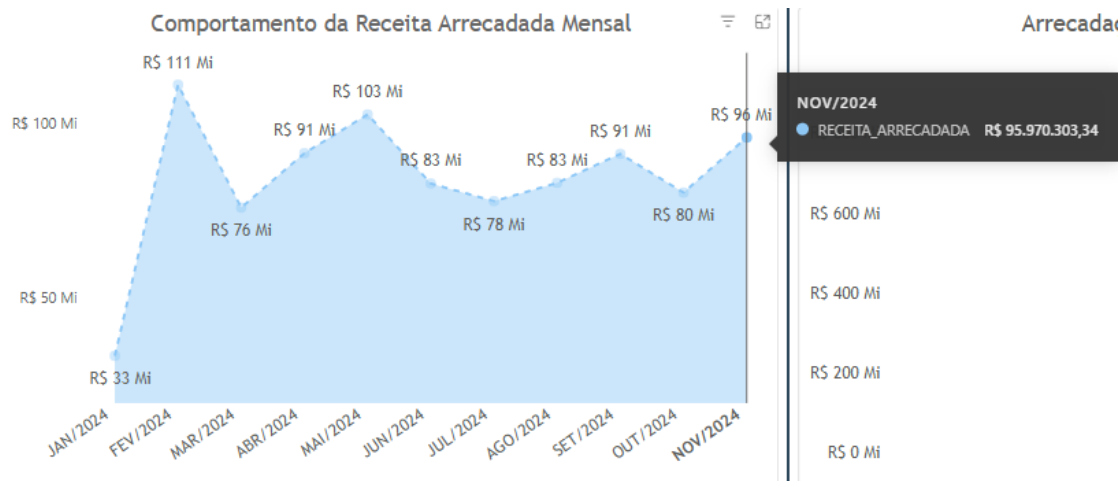 Comportamento da Receita Arrecadada Mensal
R$ 100 Mi
R$ 50 Mi
R$ 33 Mi
R$ 111 Mi
R$ 76 Mi
R$ 91 Mi
R$ 103 Mi
R$ 83 Mi
R$ 78 Mi
R$ 83 Mi
R$ 91 Mi
R$ 80 Mi
R$ 96 Mi
JAN/2024
FEV/2024
MAR/2024
ABR/2024
MAI/2024
JUN/2024
JUL/2024
AGO/2024
SET/2024
OUT/2024
NOV/2024
NOV/2024
RECEITA_ARRECADADA R$ 95.970.303,34
Arrecada
R$ 600 Mi
R$ 400 Mi
R$ 200 Mi
R$ 0 Mi